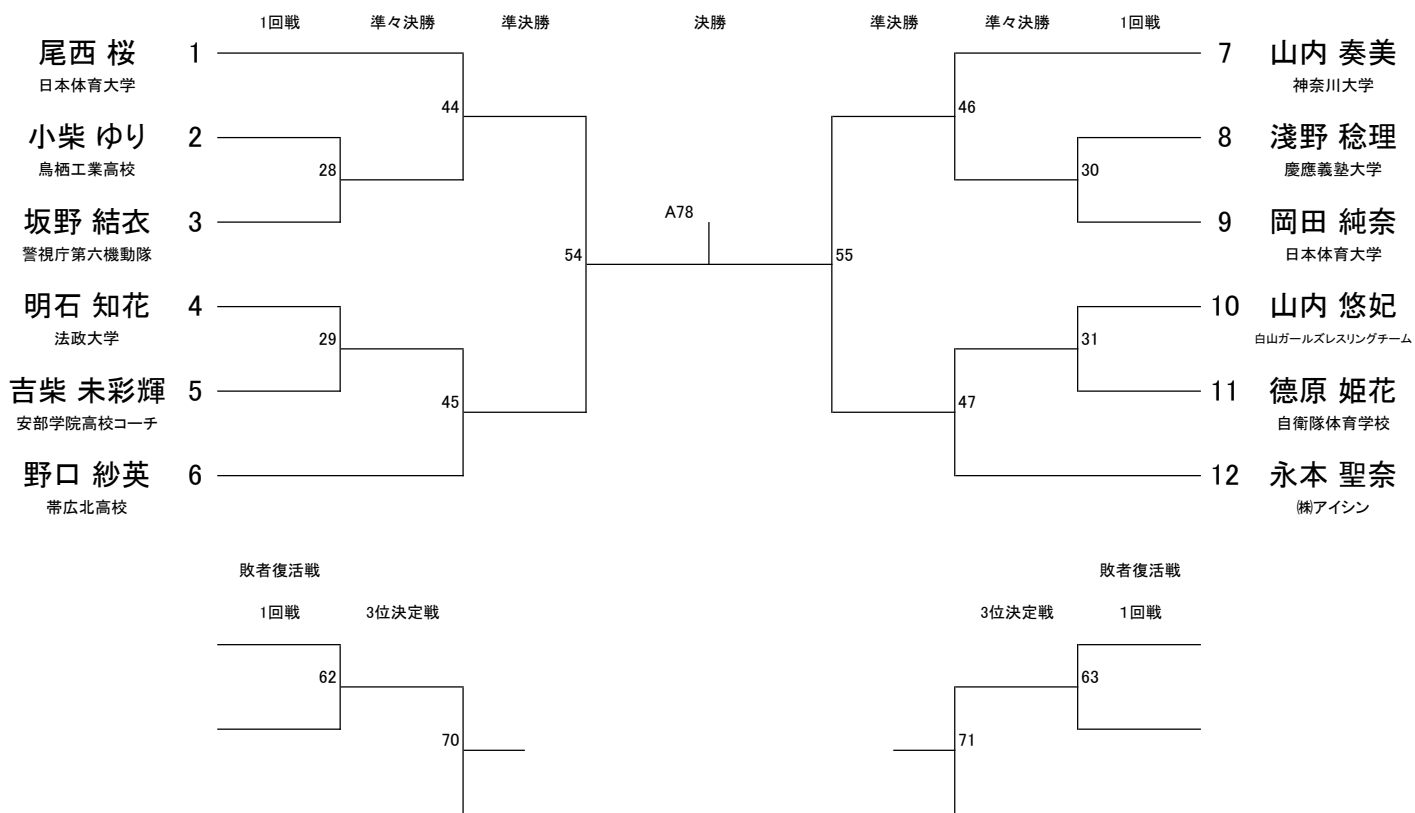 1回戦 準々決勝 準決勝 決勝 準決勝 準々決勝 1回戦
尾西 桜 1
日本体育大学
44
小柴 ゆり 2
鳥栖工業高校
28
坂野 結衣 3
警視庁第六機動隊
54
明石 知花 4
法政大学
29
吉柴 未彩輝 5
安部学院高校コーチ
45
野口 紗英 6
帯広北高校
A78
7 山内 奏美
神奈川大学
46
8 淺野 稔理
慶應義塾大学
30
9 岡田 純奈
日本体育大学
55
10 山内 悠妃
白山ガールズレスリングチーム
31
11 德原 姫花
自衛隊体育学校
47
12 永本 聖奈
㈱アイシン
敗者復活戦 敗者復活戦
1回戦 3位決定戦 3位決定戦 1回戦
62 63
70 71